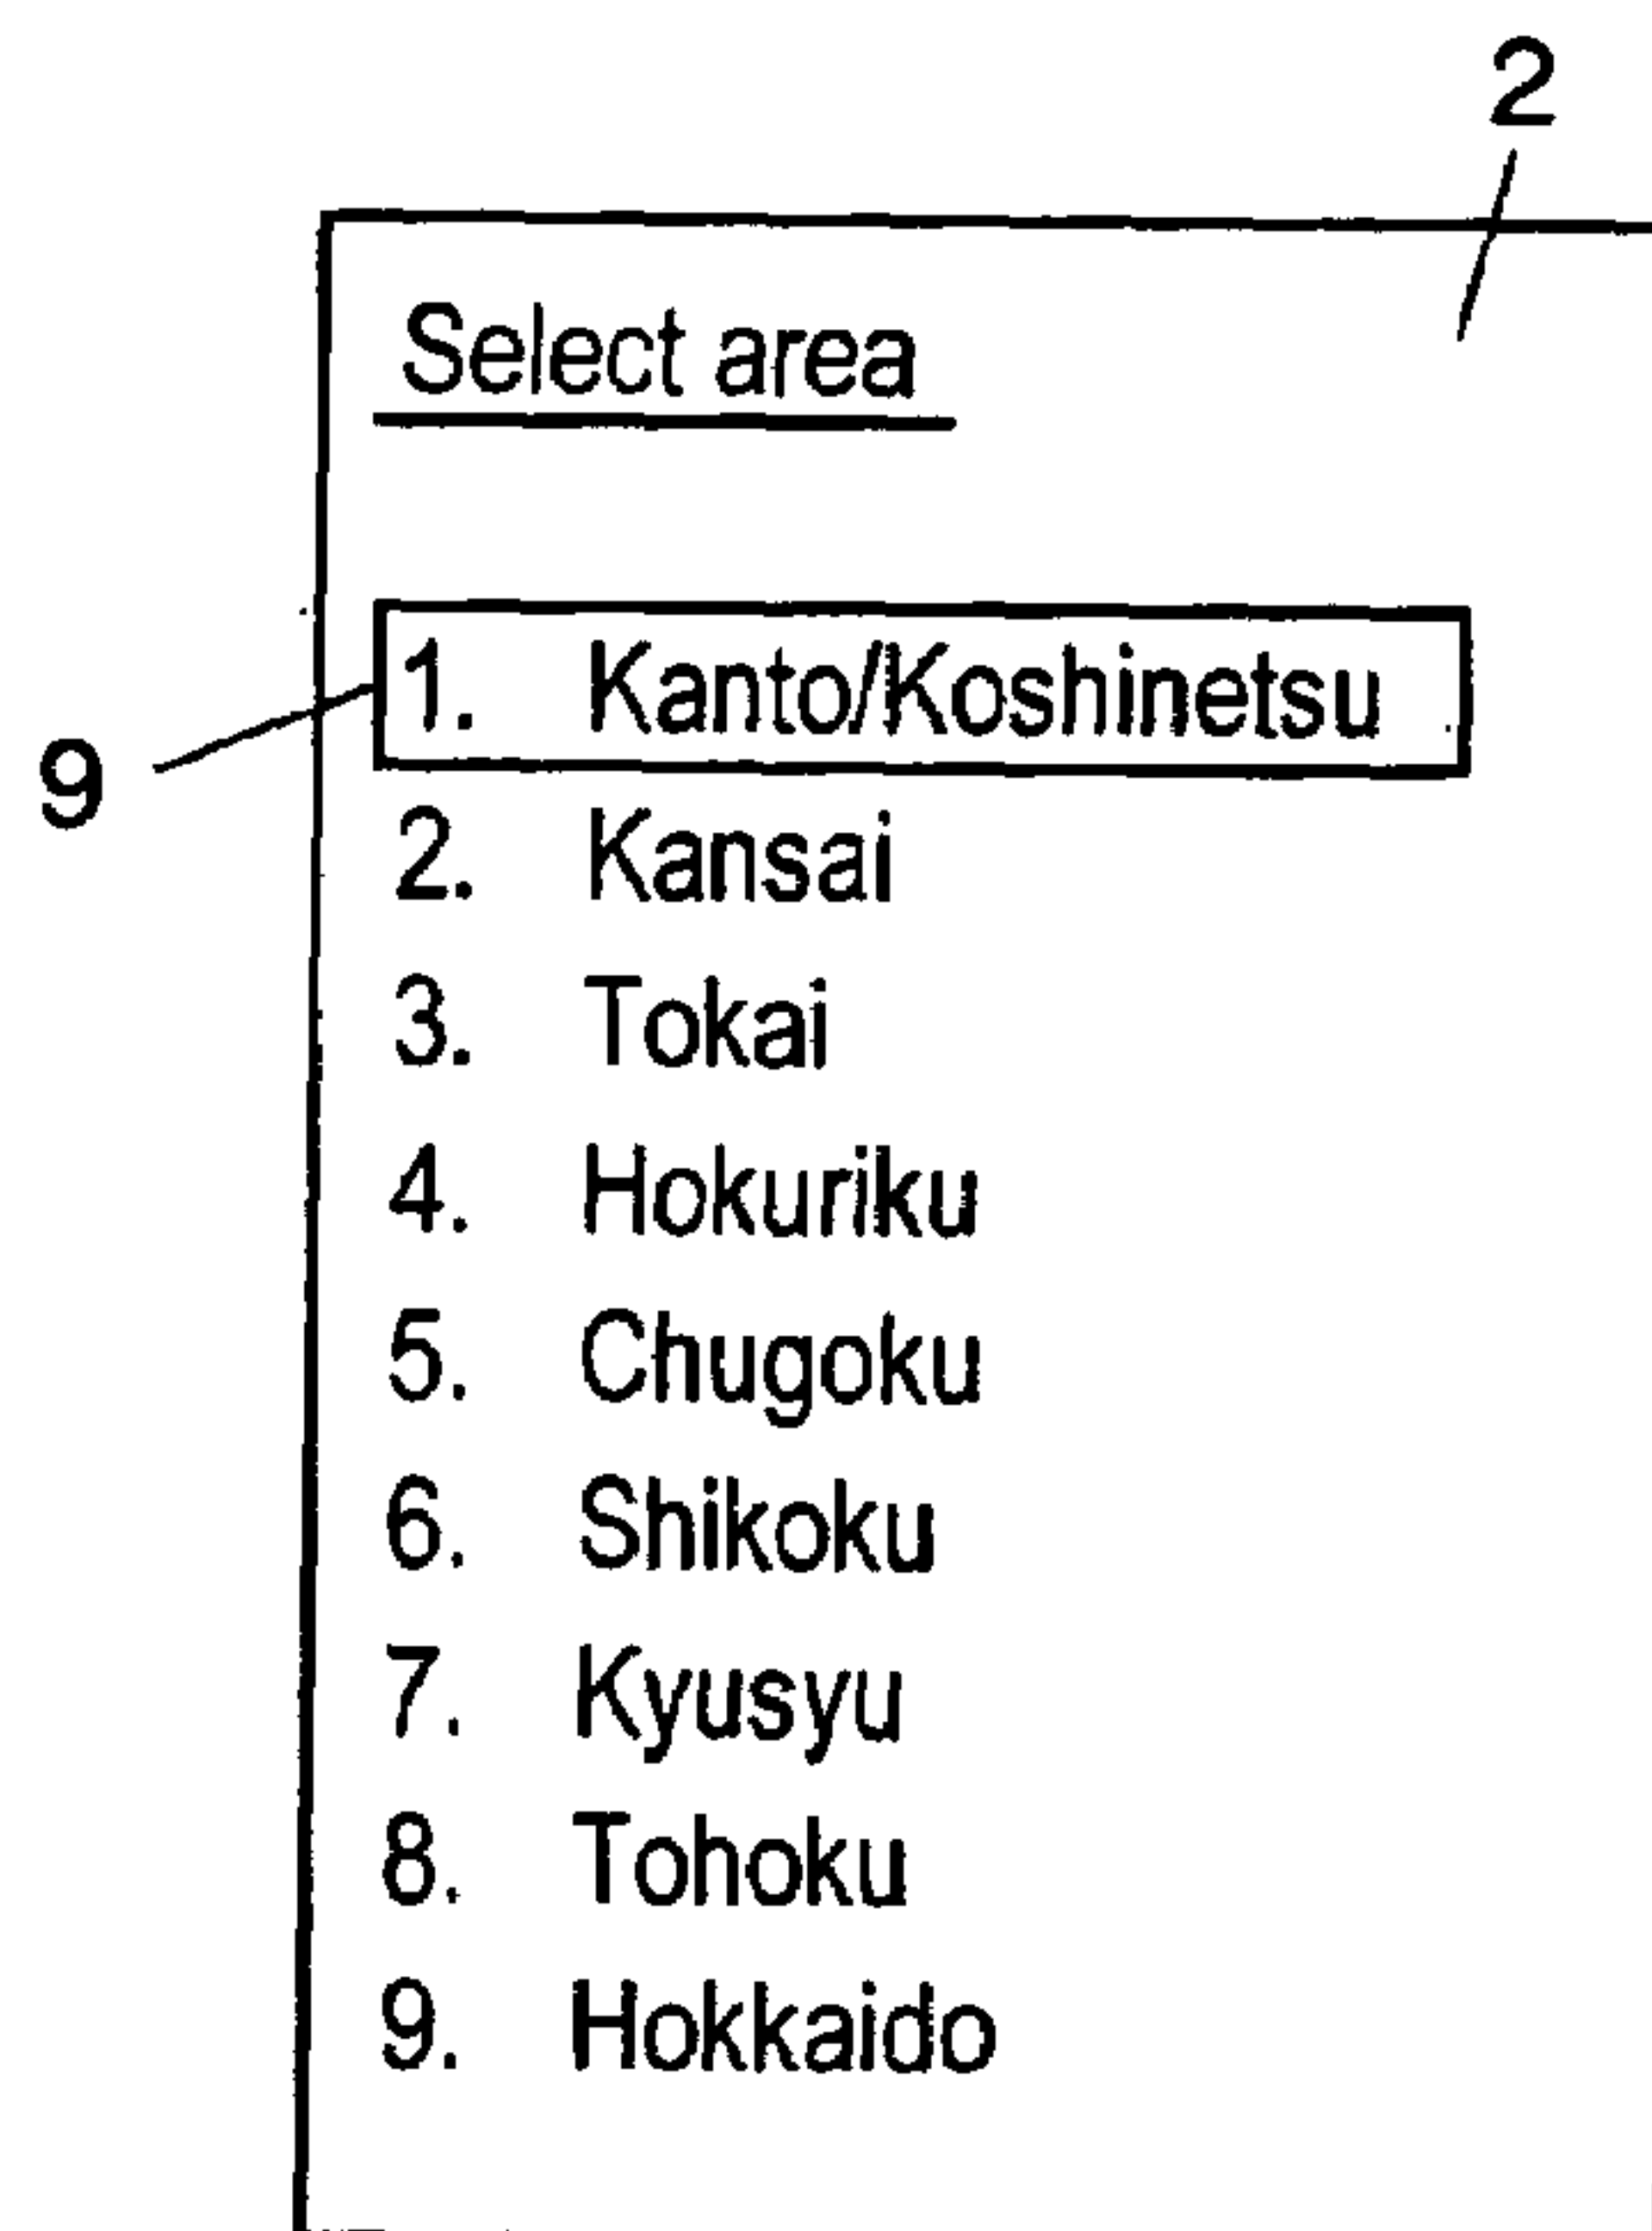 2
Select area
1. Kanto/Koshinetsu
9
2. Kansai
3. Tokai
4. Hokuriku
5. Chugoku
6. Shikoku
7. Kyusyu
8. Tohoku
9. Hokkaido